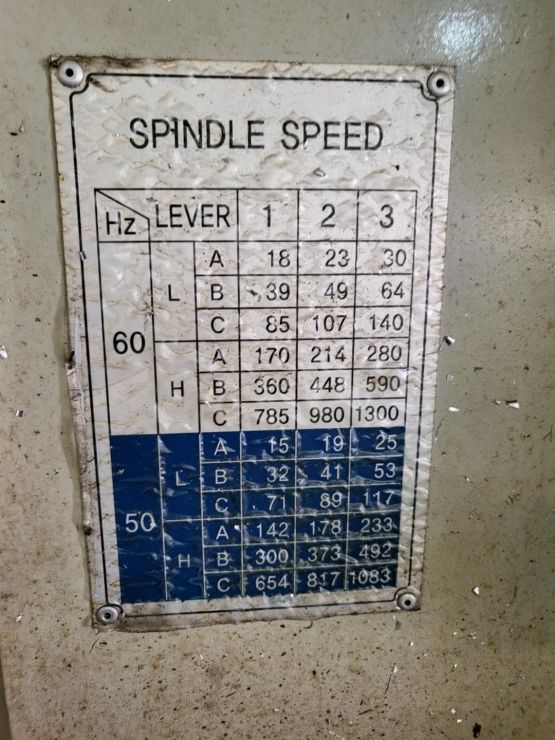 SPINDLE SPEED
Hz LEVER 1 2 3
60 L A 18 23 30
B 39 49 64
C 85 107 140
H A 170 214 280
B 360 448 590
C 785 980 1300
50 L A 15 19 25
B 32 41 53
C 71 89 117
H A 142 178 233
B 300 373 492
C 654 817 1083